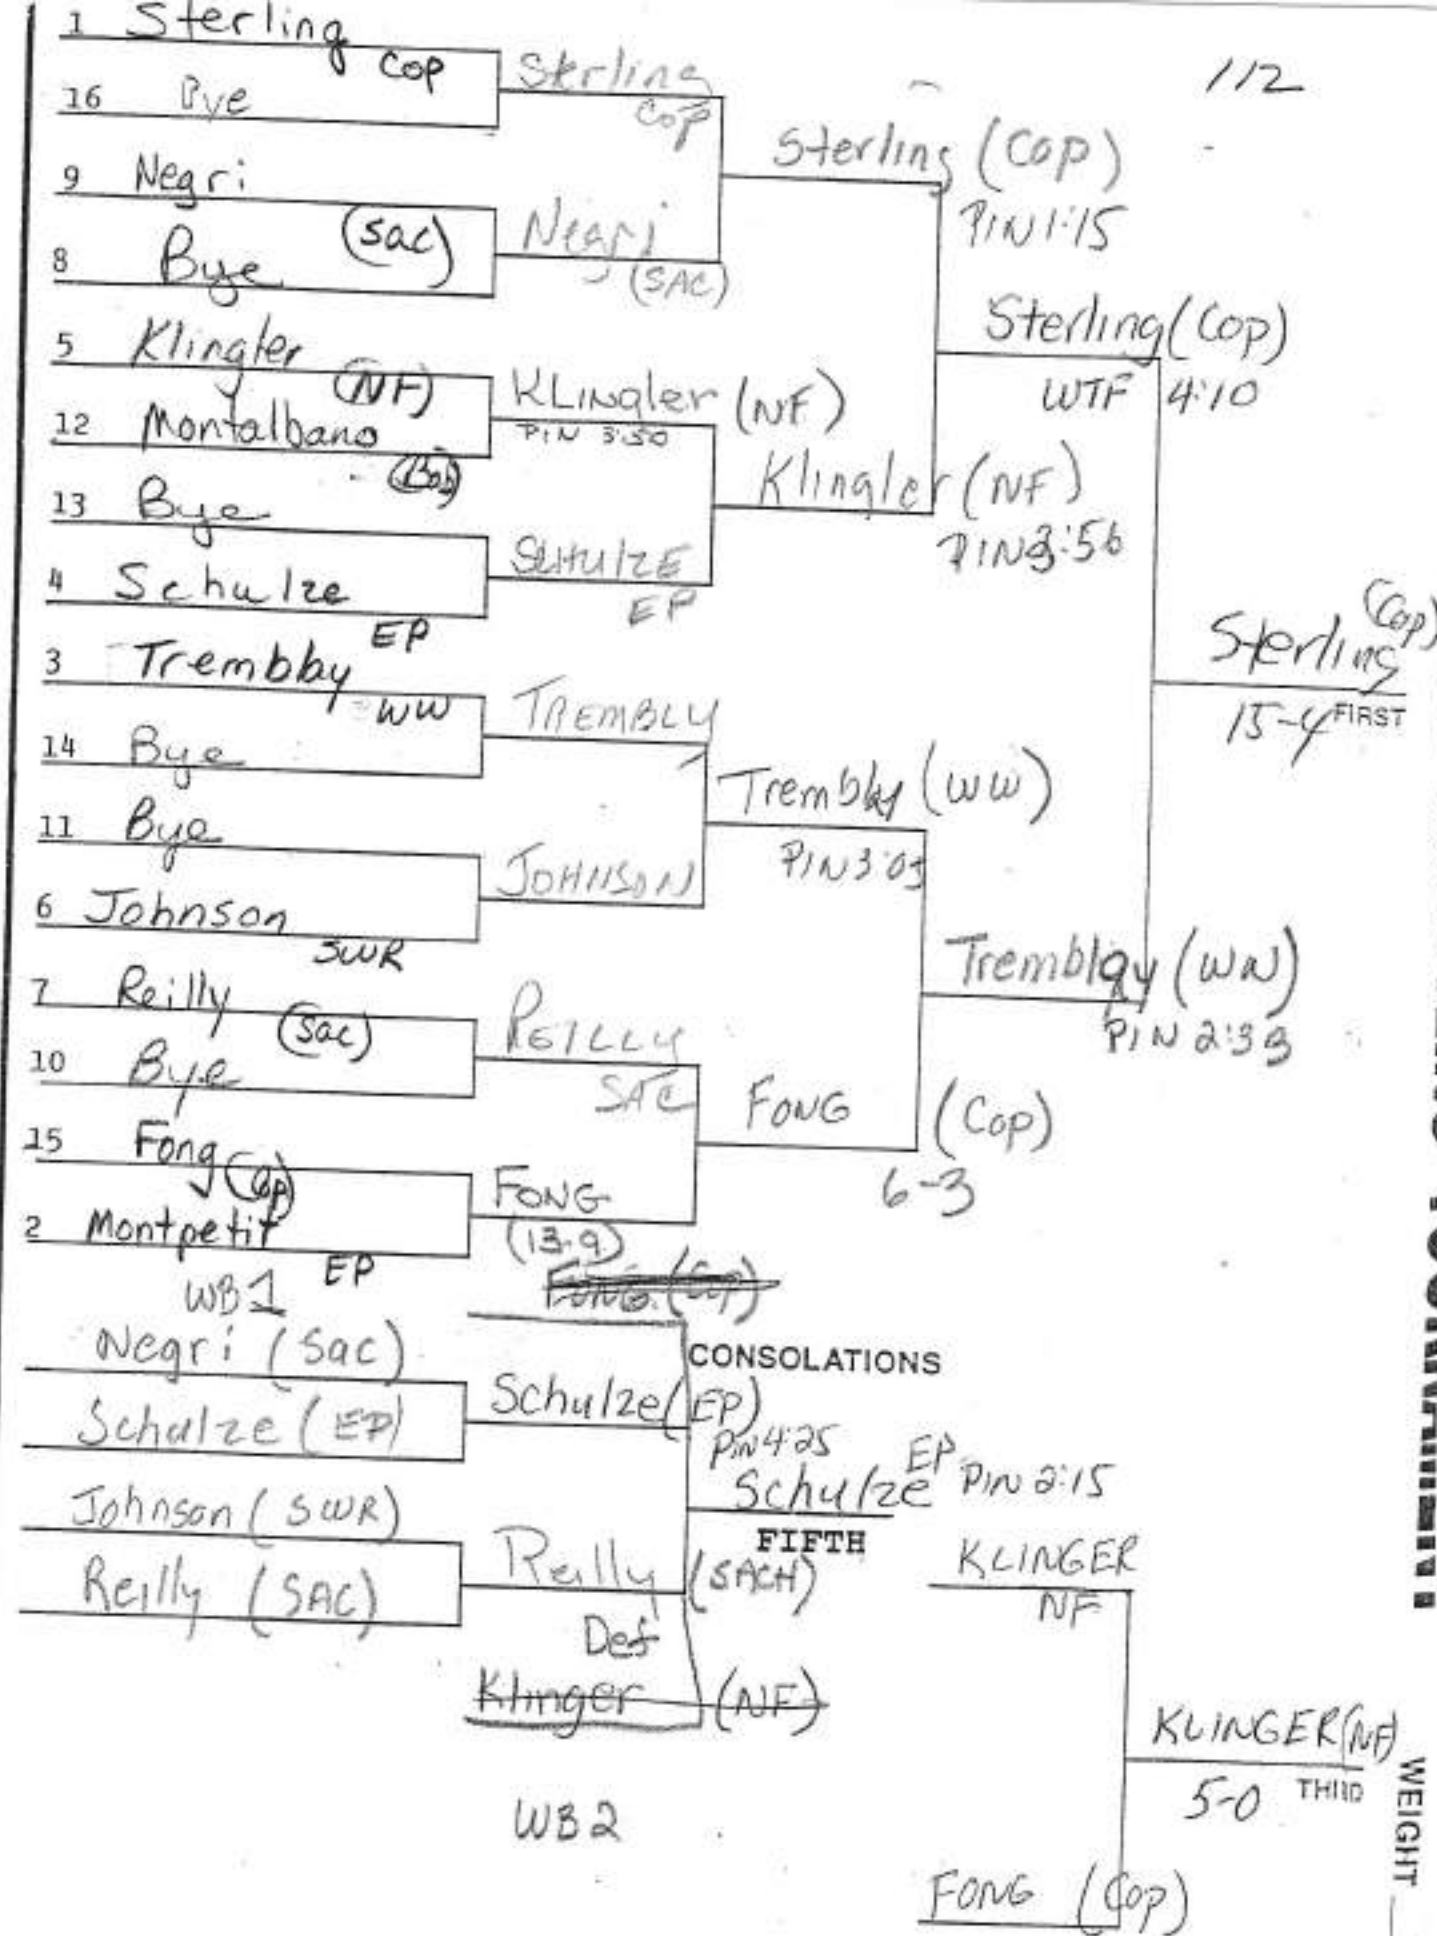 1 Sterling
Cop
16 Bye
9 Negri
(Sac)
8 Bye
5 Klingler
(NF)
12 Montalbano
13 Bye
4 Schulze
EP
3 Trembby
WW
14 Bye
11 Bye
6 Johnson
SWR
7 Reilly
(Sac)
10 Bye
15 Fong (Cop)
2 Montpetit
EP
Sterling
Cop
Negri
(SAC)
KLingler (NF)
PIN 3:50
SCHULZE
EP
TREMBLY
JOHNSON
REILLY
SAC
FONG
(13-9)
112
Sterling (Cop)
PIN 1:15
Klingler (NF)
PIN 3:56
Trembly (WW)
PIN 3:03
FONG (Cop)
6-3
Sterling (Cop)
WTF 4:10
Tremblay (WW)
PIN 2:33
Sterling (Cop)
15-4 FIRST
WB 1
Fong (Cop)
CONSOLATIONS
Negri (Sac)
Schulze (EP)
Johnson (SWR)
Reilly (SAC)
Schulze (EP)
PIN 4:25
Reilly (SACH)
Def
Klinger (NF)
Schulze EP PIN 2:15
FIFTH
WB 2
KLINGER
NF
FONG (Cop)
KLINGER (NF)
5-0 THIRD
WEIGHT